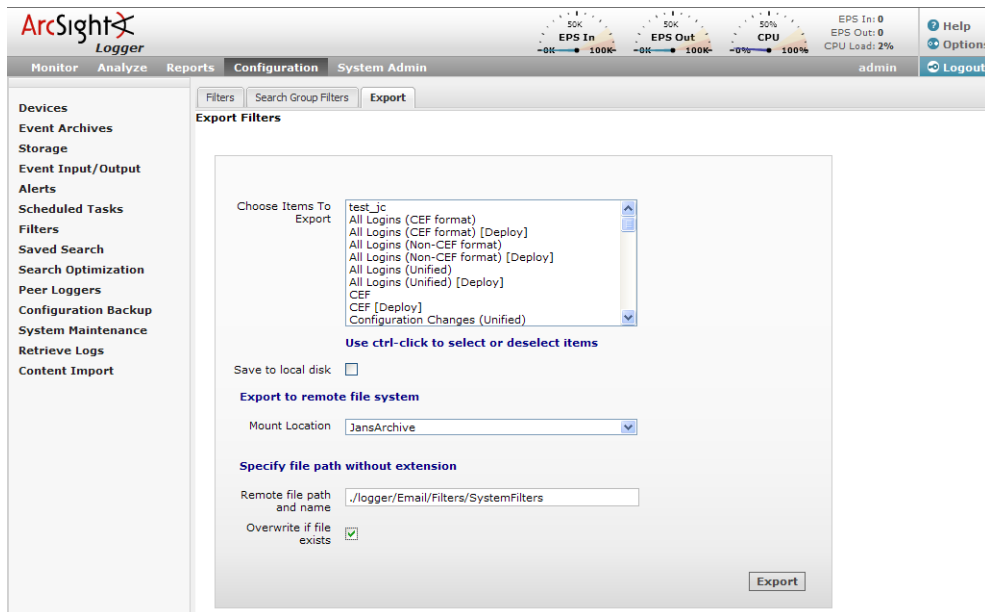 ArcSight
Logger
50K
EPS In
0K 100K
50K
EPS Out
0K 100K
50%
CPU
0% 100%
EPS In: 0
EPS Out: 0
CPU Load: 2%
Help
Options
Monitor Analyze Reports Configuration System Admin admin Logout
Devices
Event Archives
Storage
Event Input/Output
Alerts
Scheduled Tasks
Filters
Saved Search
Search Optimization
Peer Loggers
Configuration Backup
System Maintenance
Retrieve Logs
Content Import
Filters Search Group Filters Export
Export Filters
Choose Items To
Export
test_jc
All Logins (CEF format)
All Logins (CEF format) [Deploy]
All Logins (Non-CEF format)
All Logins (Non-CEF format) [Deploy]
All Logins (Unified)
All Logins (Unified) [Deploy]
CEF
CEF [Deploy]
Configuration Changes (Unified)
Use ctrl-click to select or deselect items
Save to local disk
Export to remote file system
Mount Location JansArchive
Specify file path without extension
Remote file path
and name
./logger/Email/Filters/SystemFilters
Overwrite if file
exists
Export